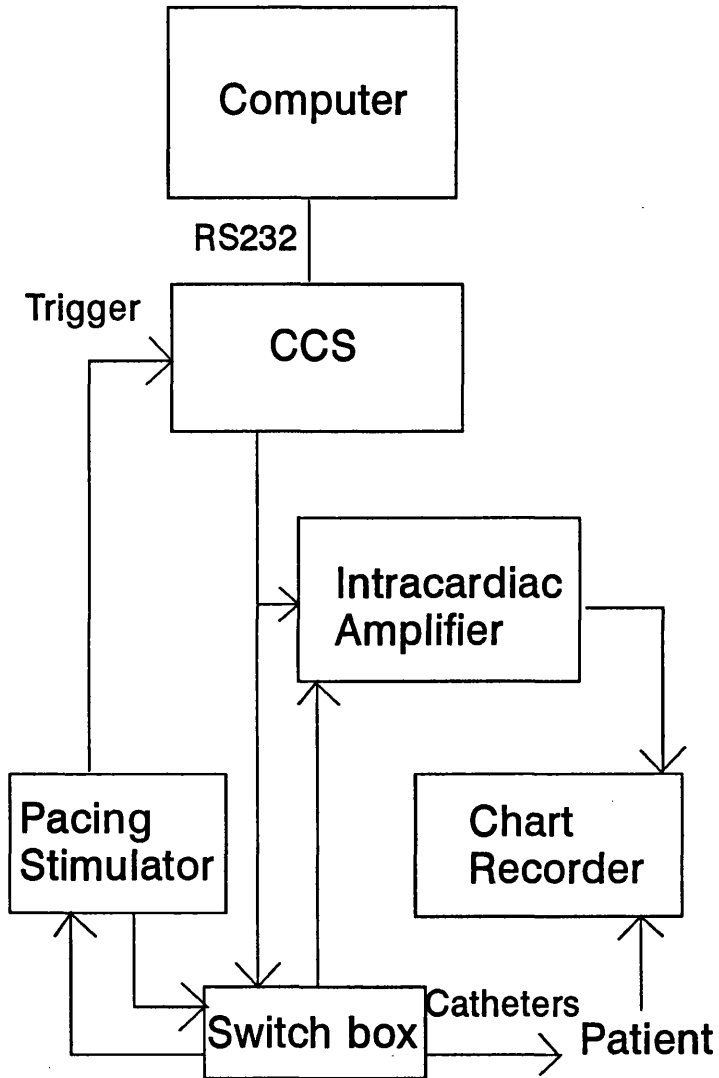 Computer
RS232
Trigger
CCS
Intracardiac
Amplifier
Pacing
Stimulator
Chart
Recorder
Switch box
Catheters
Patient